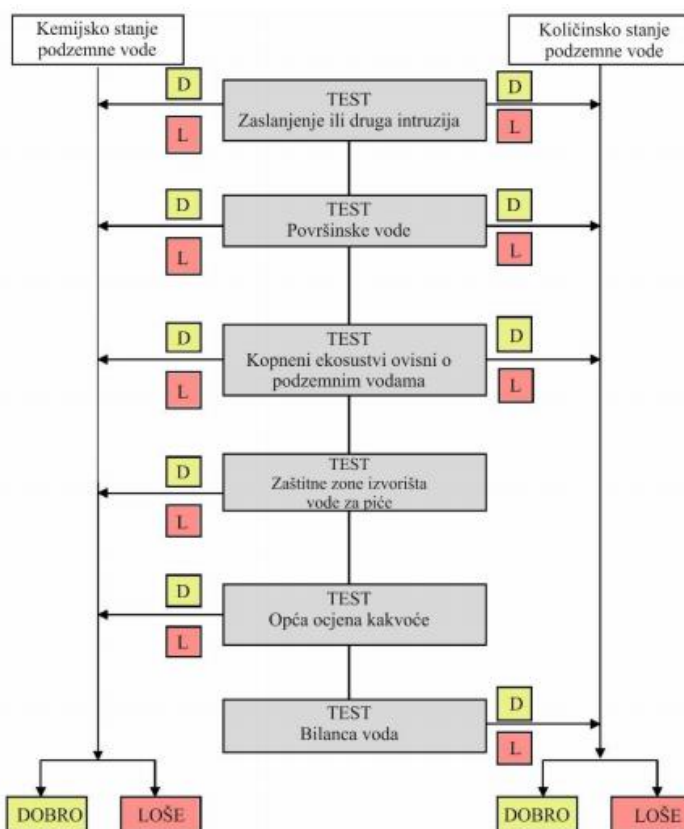 Kemijsko stanje
podzemne vode
Količinsko stanje
podzemne vode
D
TEST
D
Zaslanjenje ili druga intruzija
L
L
D
TEST
D
Površinske vode
L
L
D
TEST
D
Kopneni ekosustvi ovisni o
podzemnim vodama
L
L
D
TEST
Zaštitne zone izvorišta
vode za piće
L
D
TEST
Opća ocjena kakvoće
L
TEST
D
Bilanca voda
L
DOBRO
LOŠE
DOBRO
LOŠE